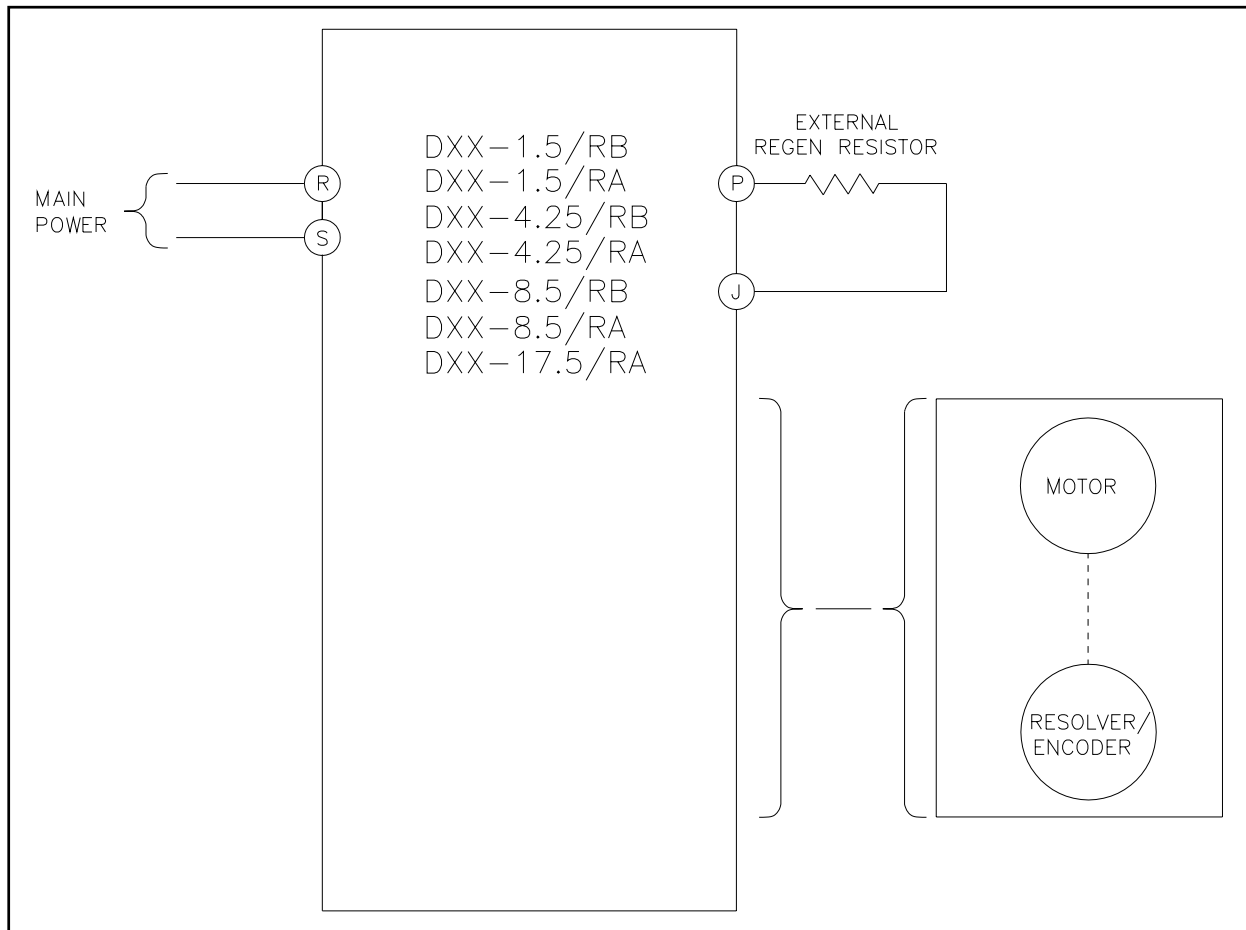 MAIN
POWER
R
S
DXX-1.5/RB
DXX-1.5/RA
DXX-4.25/RB
DXX-4.25/RA
DXX-8.5/RB
DXX-8.5/RA
DXX-17.5/RA
P
J
EXTERNAL
REGEN RESISTOR
MOTOR
RESOLVER/
ENCODER